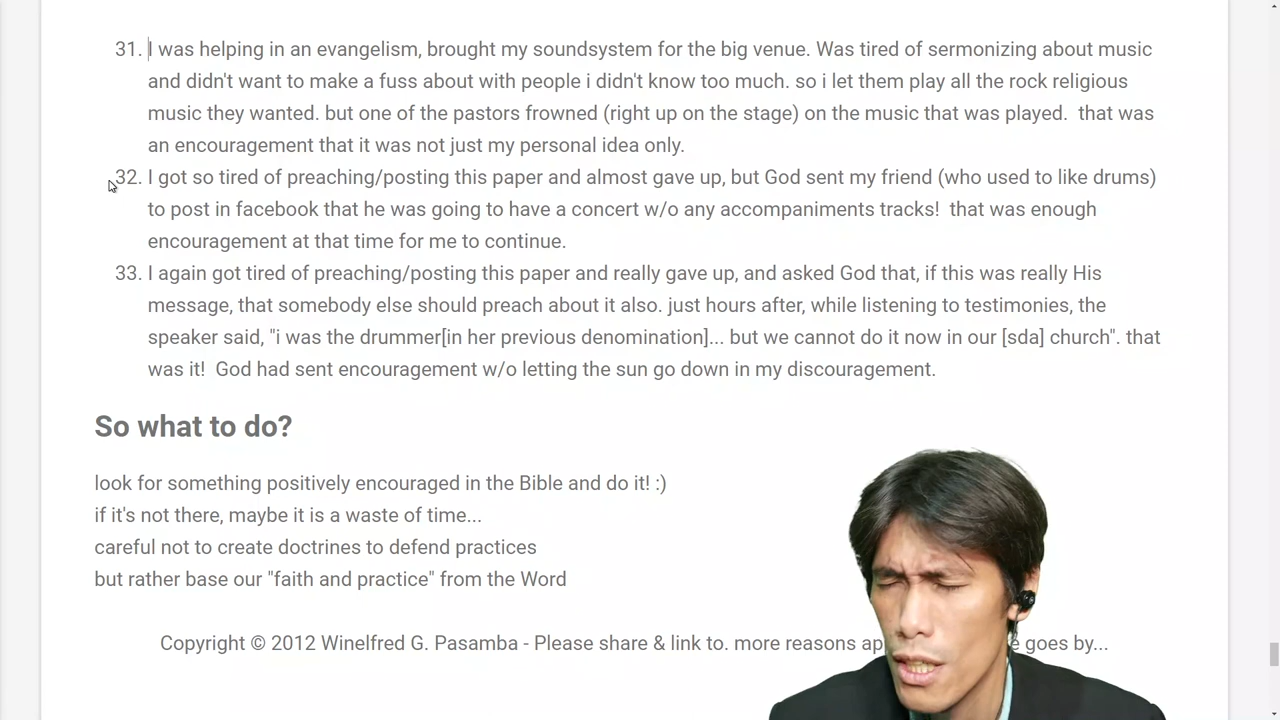 31. I was helping in an evangelism, brought my soundsystem for the big venue. Was tired of sermonizing about music
and didn't want to make a fuss about with people i didn't know too much. so i let them play all the rock religious
music they wanted. but one of the pastors frowned (right up on the stage) on the music that was played.  that was
an encouragement that it was not just my personal idea only.
32. I got so tired of preaching/posting this paper and almost gave up, but God sent my friend (who used to like drums)
to post in facebook that he was going to have a concert w/o any accompaniments tracks!  that was enough
encouragement at that time for me to continue.
33. I again got tired of preaching/posting this paper and really gave up, and asked God that, if this was really His
message, that somebody else should preach about it also. just hours after, while listening to testimonies, the
speaker said, "i was the drummer[in her previous denomination]... but we cannot do it now in our [sda] church". that
was it!  God had sent encouragement w/o letting the sun go down in my discouragement.
So what to do?
look for something positively encouraged in the Bible and do it! :)
if it's not there, maybe it is a waste of time...
careful not to create doctrines to defend practices
but rather base our "faith and practice" from the Word
Copyright © 2012 Winelfred G. Pasamba - Please share & link to. more reasons goes by...